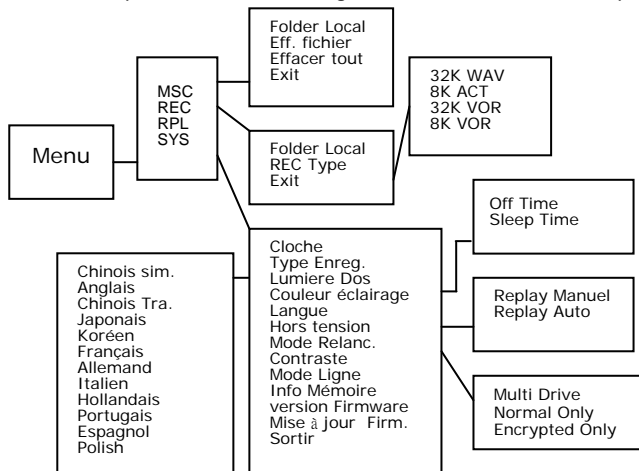 Menu
MSC
REC
RPL
SYS
Folder Local
Eff. fichier
Effacer tout
Exit
Folder Local
REC Type
Exit
32K WAV
8K ACT
32K VOR
8K VOR
Chinois sim.
Anglais
Chinois Tra.
Japonais
Koréen
Français
Allemand
Italien
Hollandais
Portugais
Espagnol
Polish
Cloche
Type Enreg.
Lumiere Dos
Couleur éclairage
Langue
Hors tension
Mode Relanc.
Contraste
Mode Ligne
Info Mémoire
version Firmware
Mise à jour Firm.
Sortir
Off Time
Sleep Time
Replay Manuel
Replay Auto
Multi Drive
Normal Only
Encrypted Only